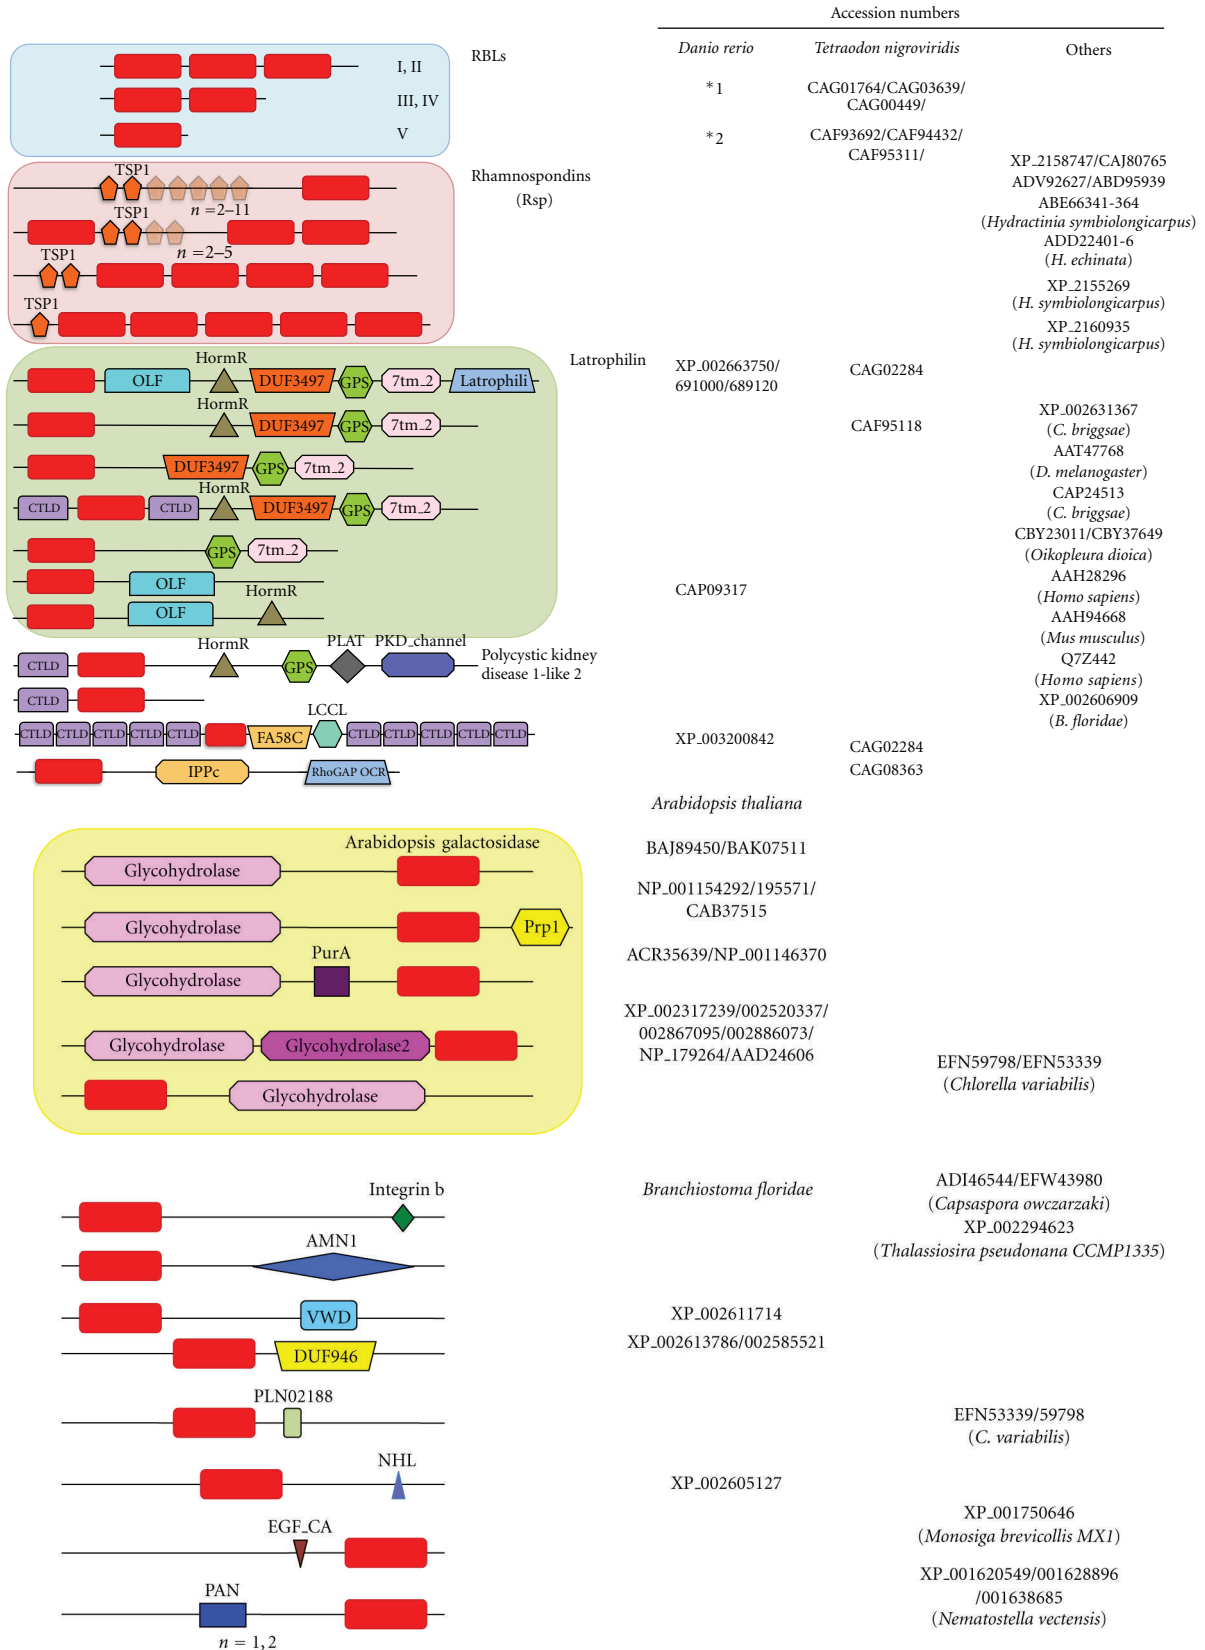 Accession numbers
Danio rerio
Tetraodon nigroviridis
Others
RBLs
I, II
III, IV
V
*1
CAG01764/CAG03639/
CAG00449/
*2
CAF93692/CAF94432/
CAF95311/
Rhamnospondins
(Rsp)
TSP1
n = 2–11
TSP1
n = 2–5
TSP1
TSP1
XP_2158747/CAJ80765
ADV92627/ABD95939
ABE66341-364
(Hydractinia symbiolongicarpus)
ADD22401-6
(H. echinata)
XP_2155269
(H. symbiolongicarpus)
XP_2160935
(H. symbiolongicarpus)
Latrophilin
HormR
OLF DUF3497 GPS 7tm_2 Latrophili
XP_002663750/
691000/689120
CAG02284
HormR
DUF3497 GPS 7tm_2
CAF95118
XP_002631367
(C. briggsae)
DUF3497 GPS 7tm_2
AAT47768
(D. melanogaster)
HormR
CTLD CTLD DUF3497 GPS 7tm_2
CAP24513
(C. briggsae)
GPS 7tm_2
CBY23011/CBY37649
(Oikopleura dioica)
OLF
CAP09317
AAH28296
(Homo sapiens)
HormR
OLF
AAH94668
(Mus musculus)
HormR PLAT PKD_channel
CTLD GPS
Polycystic kidney
disease 1-like 2
Q7Z442
(Homo sapiens)
CTLD
XP_002606909
(B. floridae)
LCCL
CTLD CTLD CTLD CTLD CTLD FA58C CTLD CTLD CTLD CTLD CTLD
XP_003200842
CAG02284
IPPc RhoGAP OCR
CAG08363
Arabidopsis thaliana
Arabidopsis galactosidase
Glycohydrolase
BAJ89450/BAK07511
Glycohydrolase Prp1
NP_001154292/195571/
CAB37515
PurA
Glycohydrolase
ACR35639/NP_001146370
Glycohydrolase Glycohydrolase2
XP_002317239/002520337/
002867095/002886073/
NP_179264/AAD24606
Glycohydrolase
EFN59798/EFN53339
(Chlorella variabilis)
Branchiostoma floridae
Integrin b
ADI46544/EFW43980
(Capsaspora owczarzaki)
AMN1
XP_002294623
(Thalassiosira pseudonana CCMP1335)
VWD
XP_002611714
DUF946
XP_002613786/002585521
PLN02188
EFN53339/59798
(C. variabilis)
NHL
XP_002605127
EGF_CA
XP_001750646
(Monosiga brevicollis MX1)
PAN
n = 1, 2
XP_001620549/001628896
/001638685
(Nematostella vectensis)